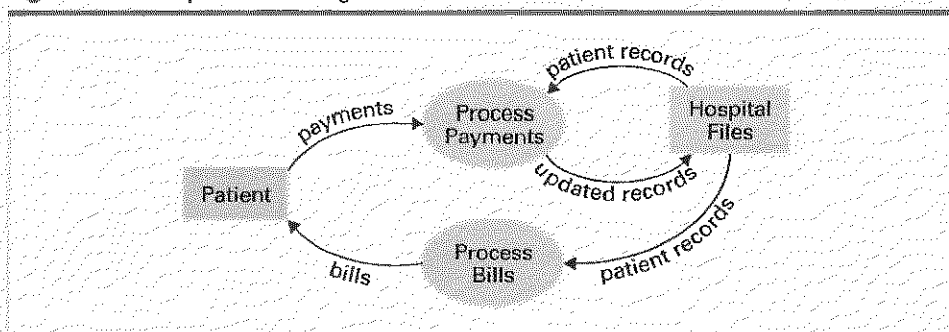 patient records
payments
Process
Payments
Hospital
Files
updated records
Patient
patient records
Process
Bills
bills